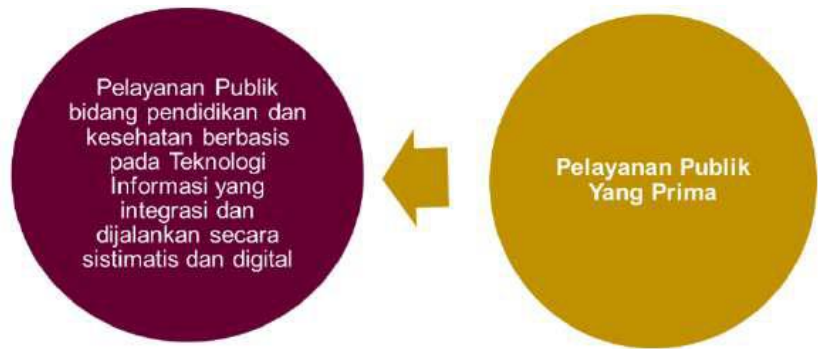 Pelayanan Publik
bidang pendidikan dan
kesehatan berbasis
pada Teknologi
Informasi yang
integrasi dan
dijalankan secara
sistimatis dan digital
Pelayanan Publik
Yang Prima